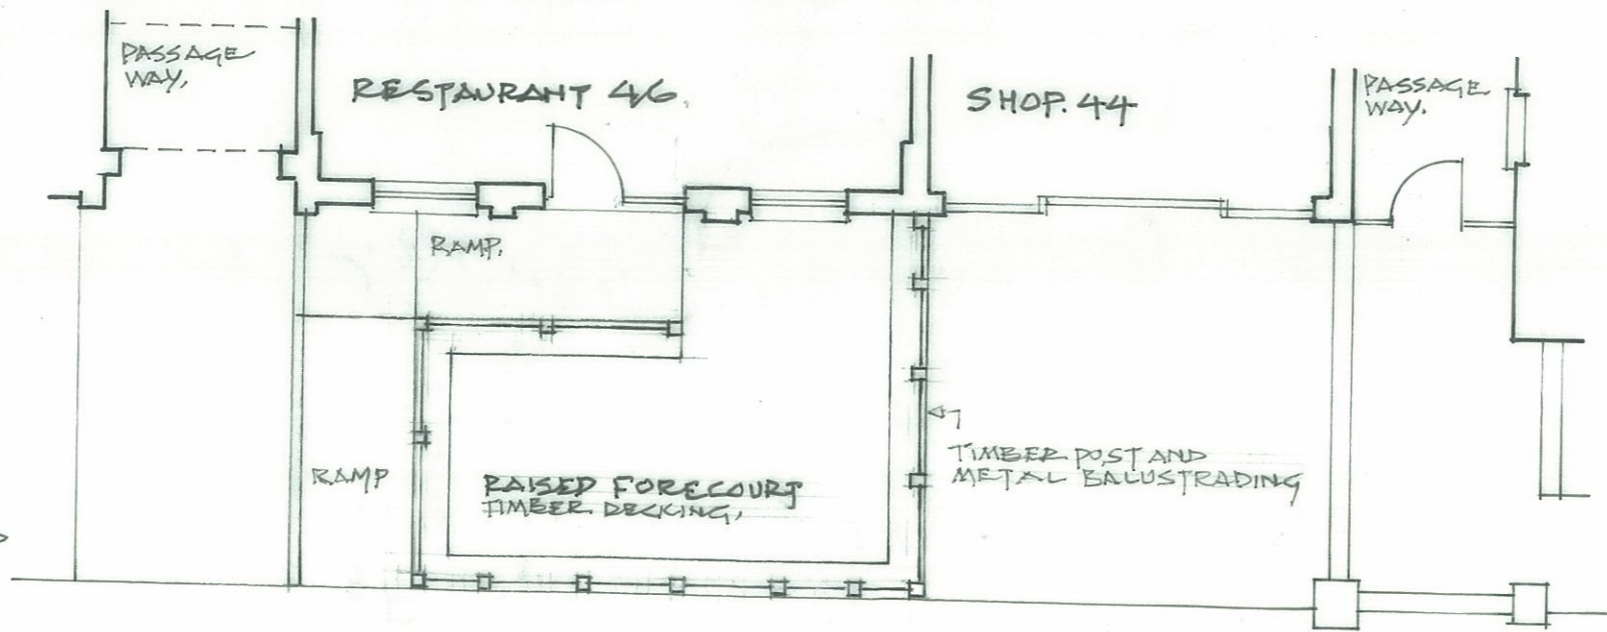 PASSAGE
WAY.
RESTAURANT 46.
SHOP. 44
PASSAGE
WAY.
RAMP.
RAMP
RAISED FORECOURT
TIMBER DECKING,
TIMBER POST AND
METAL BALUSTRADING